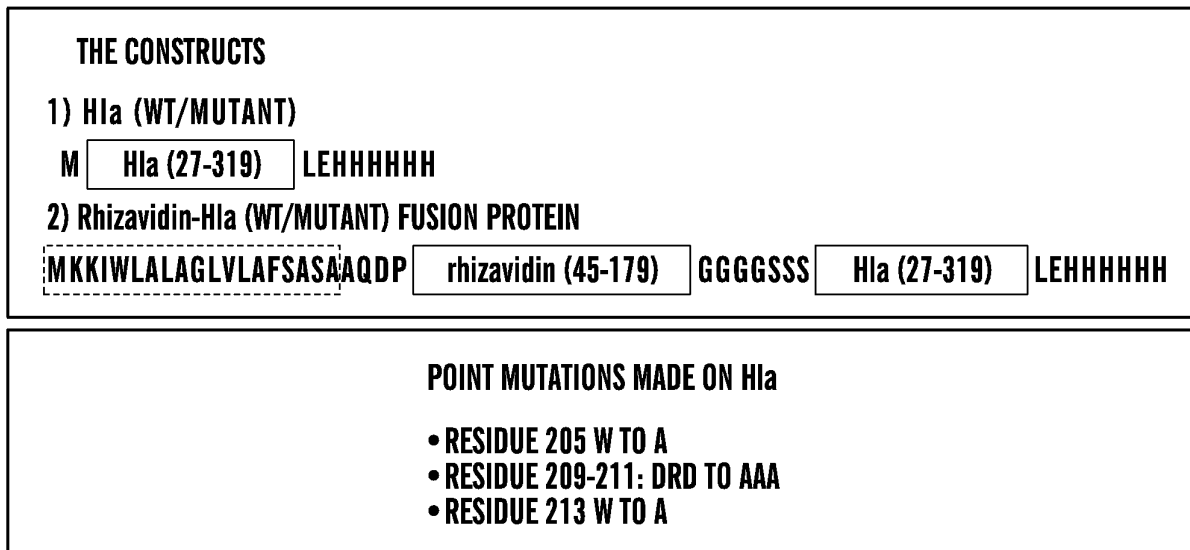 THE CONSTRUCTS
1) Hla (WT/MUTANT)
M Hla (27-319) LEHHHHHH
2) Rhizavidin-Hla (WT/MUTANT) FUSION PROTEIN
MKKIWLALAGLVLAFSASAAQDP rhizavidin (45-179) GGGGSSS Hla (27-319) LEHHHHHH
POINT MUTATIONS MADE ON Hla
• RESIDUE 205 W TO A
• RESIDUE 209-211: DRD TO AAA
• RESIDUE 213 W TO A